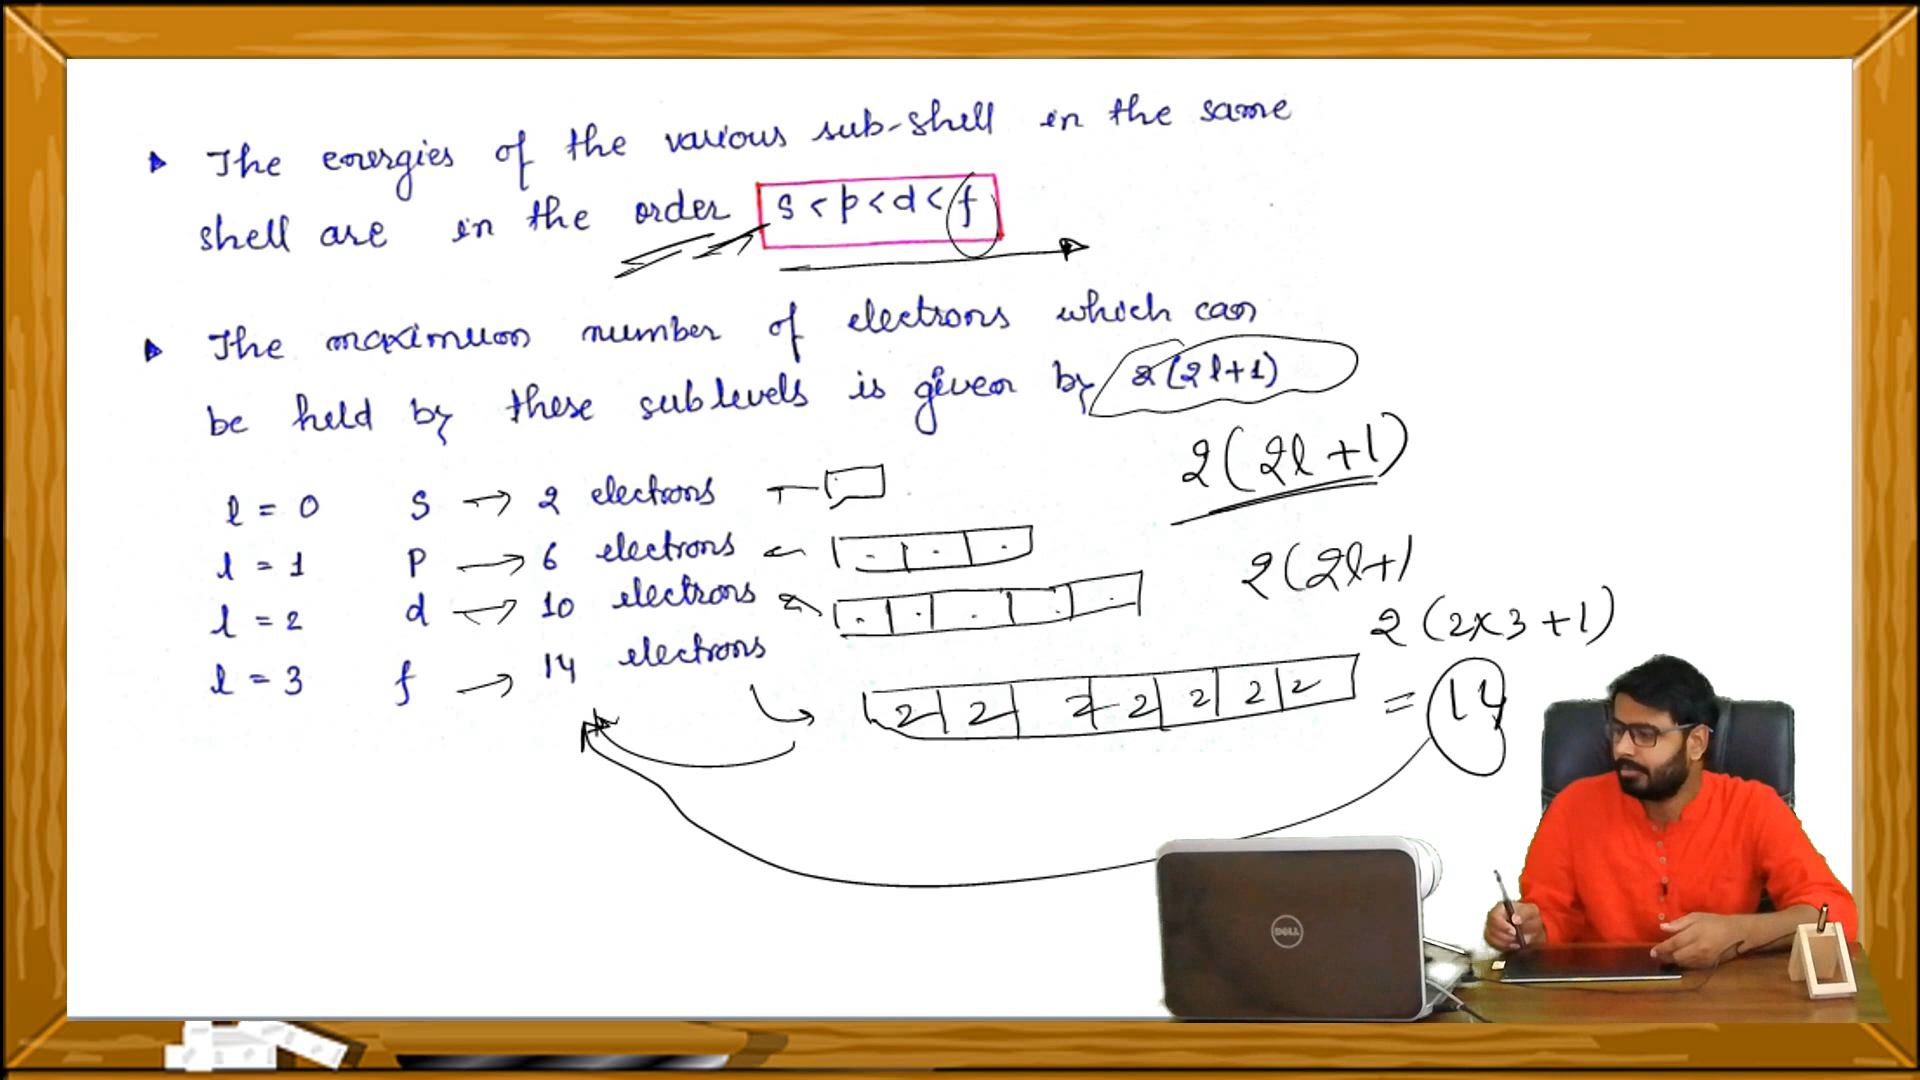 The energies of the various sub-shell in the same
shell are in the order s < p < d < f
The maximum number of electrons which can
be held by these sublevels is given by 2(2l+1)
2(2l+1)
l = 0 S → 2 electrons
l = 1 P → 6 electrons
2(2l+1
l = 2 d → 10 electrons
2(2x3+1)
l = 3 f → 14 electrons
2 2 2 2 2 2 2 = 14
DELL